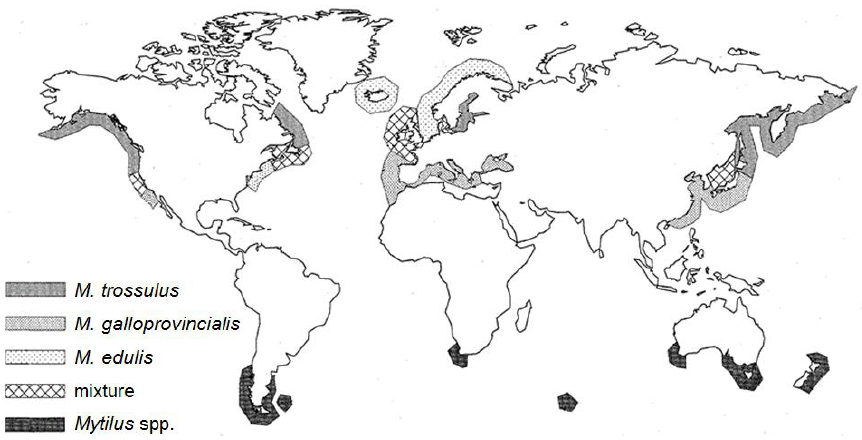 M. trossulus
M. galloprovincialis
M. edulis
mixture
Mytilus spp.